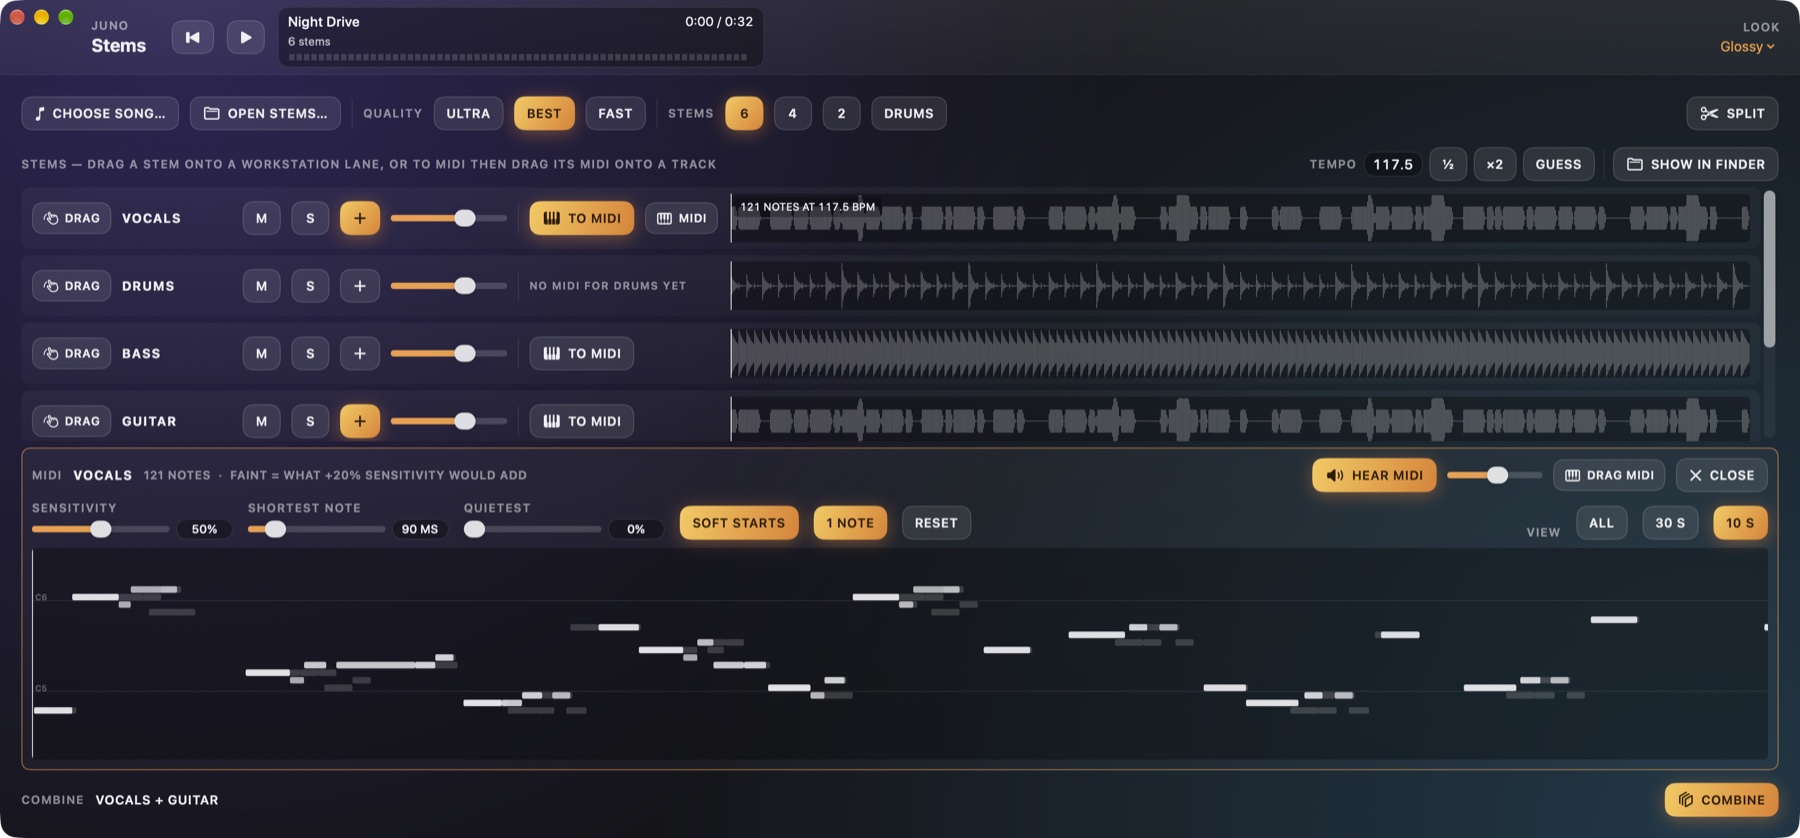 JUNO
Stems
Night Drive 0:00 / 0:32
6 stems
LOOK
Glossy
CHOOSE SONG... OPEN STEMS... QUALITY ULTRA BEST FAST STEMS 6 4 2 DRUMS SPLIT
STEMS — DRAG A STEM ONTO A WORKSTATION LANE, OR TO MIDI THEN DRAG ITS MIDI ONTO A TRACK TEMPO 117.5 ½ ×2 GUESS SHOW IN FINDER
DRAG VOCALS M S + TO MIDI MIDI 121 NOTES AT 117.5 BPM
DRAG DRUMS M S + NO MIDI FOR DRUMS YET
DRAG BASS M S + TO MIDI
DRAG GUITAR M S + TO MIDI
MIDI VOCALS 121 NOTES · FAINT = WHAT +20% SENSITIVITY WOULD ADD HEAR MIDI DRAG MIDI CLOSE
SENSITIVITY SHORTEST NOTE QUIETEST
50% 90 MS 0% SOFT STARTS 1 NOTE RESET VIEW ALL 30 S 10 S
C6
C5
COMBINE VOCALS + GUITAR COMBINE